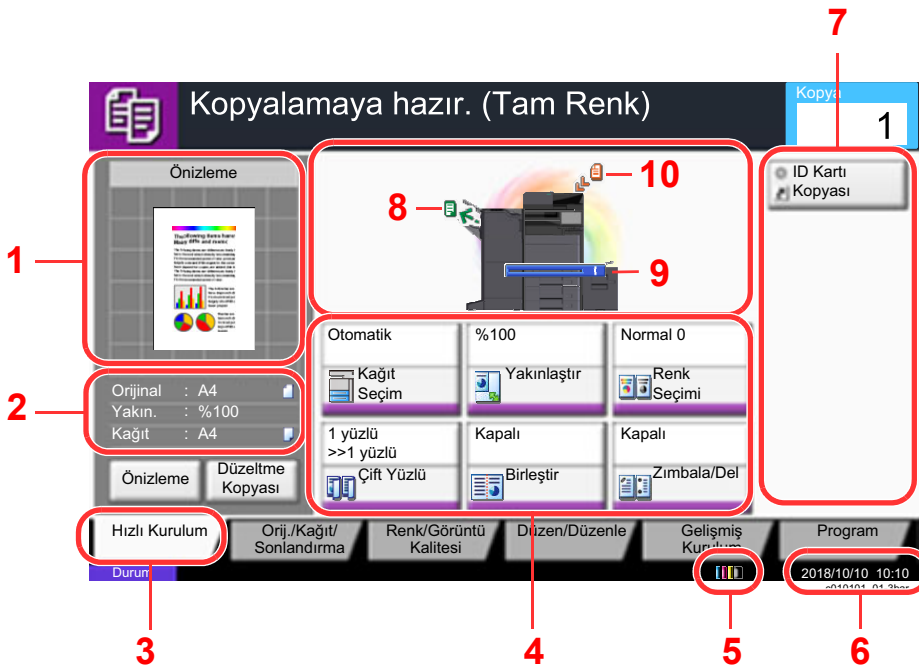 7
Kopyalamaya hazır. (Tam Renk)
Kopya
1
Önizleme
1
8
10
9
ID Kartı
Kopyası
2
Orijinal : A4
Yakın. : %100
Kağıt : A4
Önizleme
Düzeltme
Kopyası
Otomatik
Kağıt
Seçim
%100
Yakınlaştır
Normal 0
Renk
Seçimi
1 yüzlü
>>1 yüzlü
Çift Yüzlü
Kapalı
Birleştir
Kapalı
Zımbala/Del
Hızlı Kurulum
Orij./Kağıt/
Sonlandırma
Renk/Görüntü
Kalitesi
Düzen/Düzenle
Gelişmiş
Kurulum
Program
Durum
2018/10/10 10:10
3
4
5
6